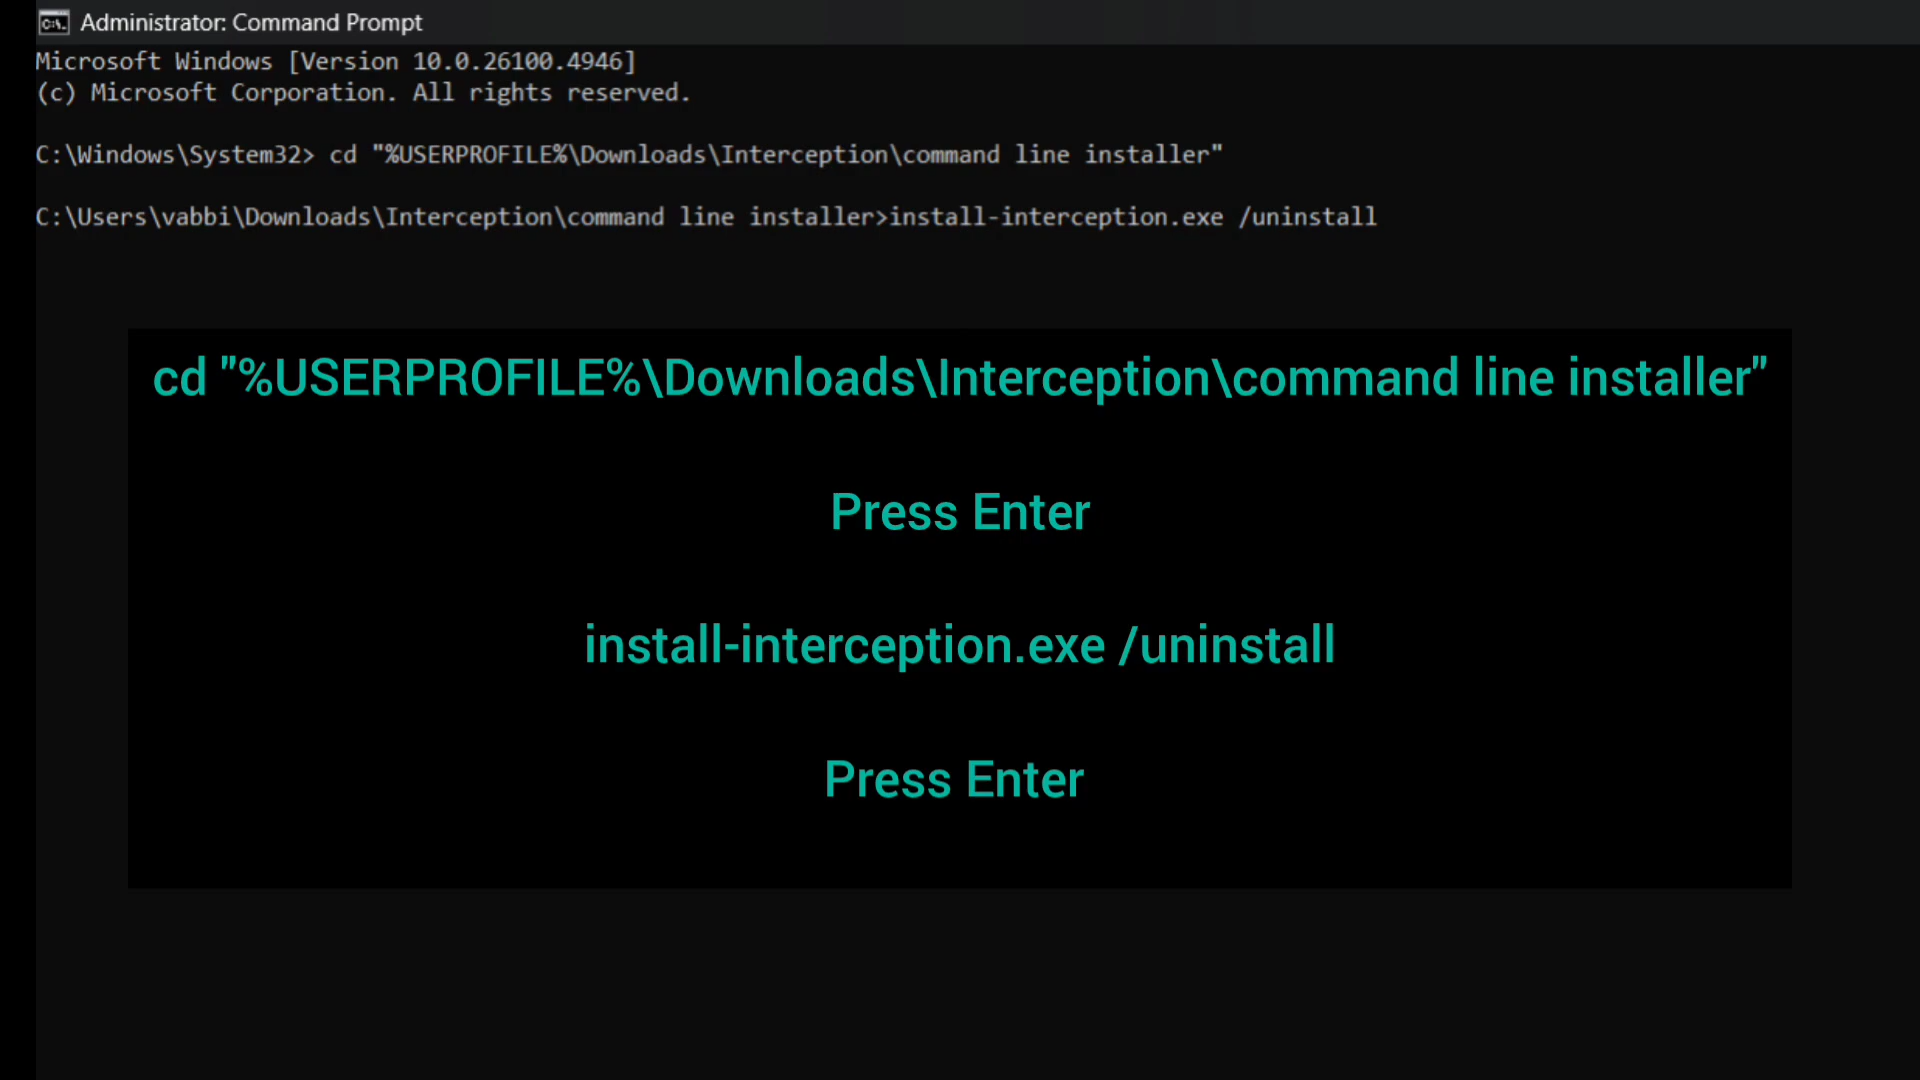 Administrator: Command Prompt
Microsoft Windows [Version 10.0.26100.4946]
(c) Microsoft Corporation. All rights reserved.
C:\Windows\System32> cd "%USERPROFILE%\Downloads\Interception\command line installer"
C:\Users\vabbi\Downloads\Interception\command line installer>install-interception.exe /uninstall
cd "%USERPROFILE%\Downloads\Interception\command line installer"
Press Enter
install-interception.exe /uninstall
Press Enter